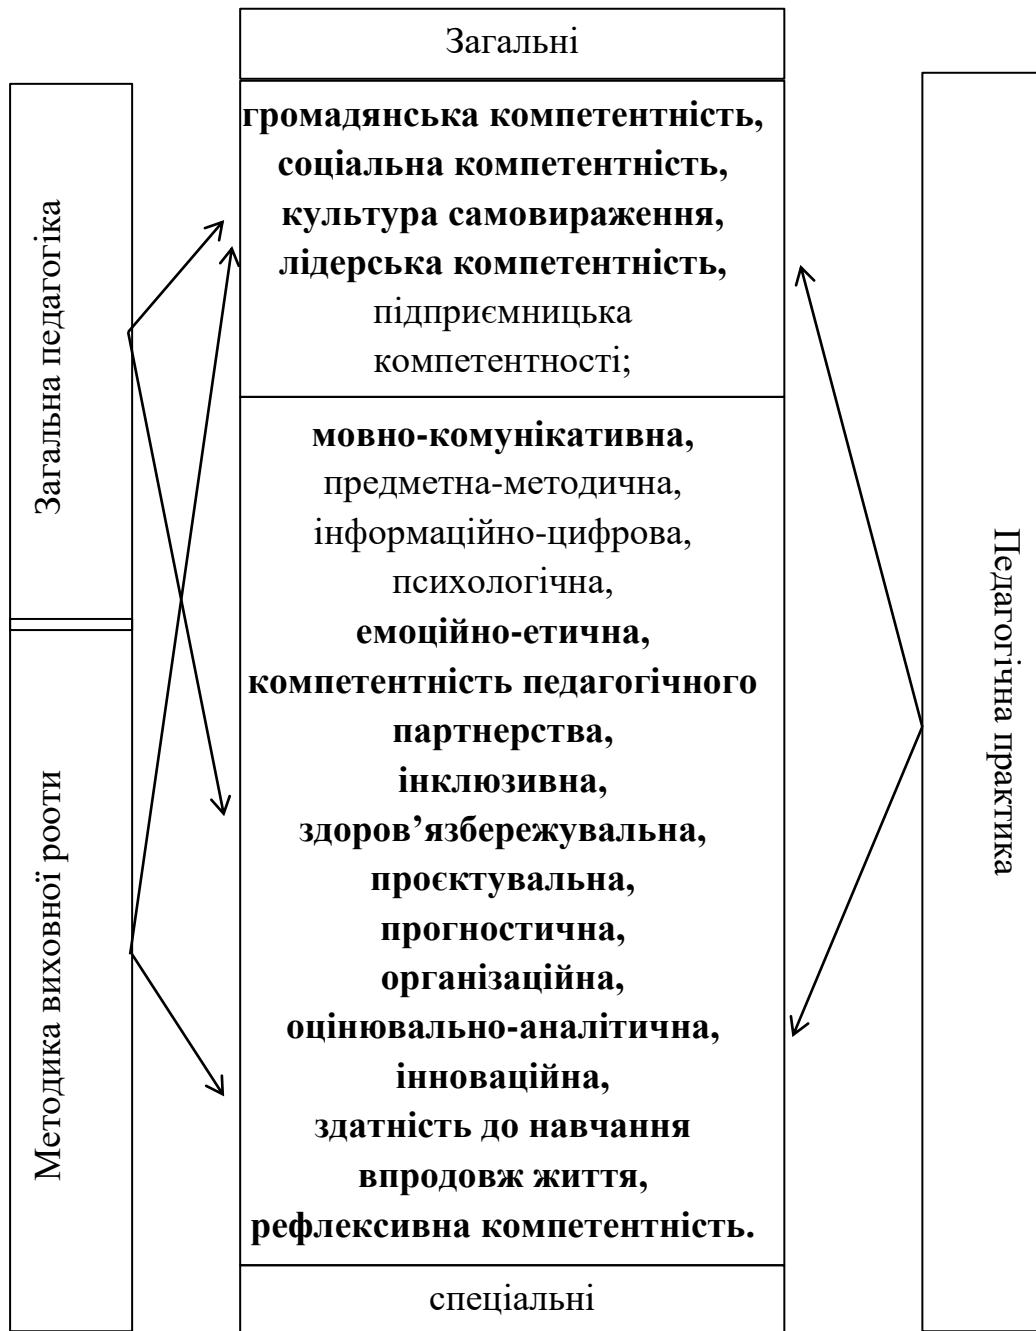 Загальні
громадянська компетентність,
соціальна компетентність,
культура самовираження,
лідерська компетентність,
підприємницька
компетентності;
мовно-комунікативна,
предметна-методична,
інформаційно-цифрова,
психологічна,
емоційно-етична,
компетентність педагогічного
партнерства,
інклюзивна,
здоров’язбережувальна,
проєктувальна,
прогностична,
організаційна,
оцінювально-аналітична,
інноваційна,
здатність до навчання
впродовж життя,
рефлексивна компетентність.
спеціальні
Загальна педагогіка
Методика виховної рооти
Педагогічна практика